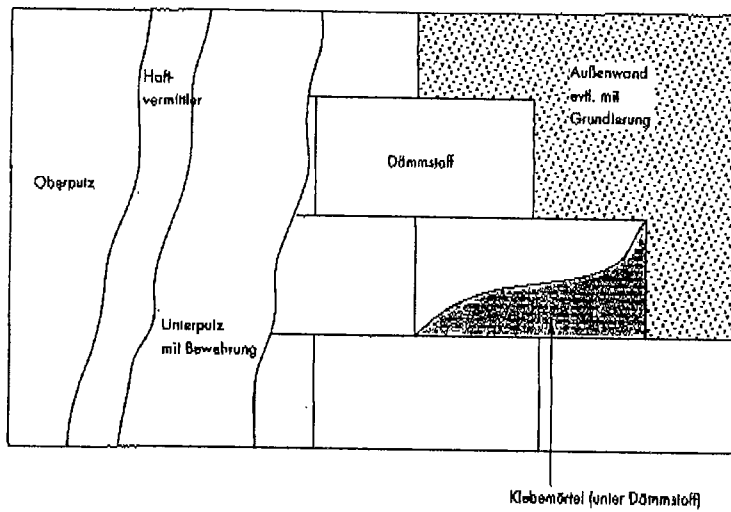 Haft-
vermittler
Außenwand
evtl. mit
Grundierung
Dämmstoff
Oberputz
Unterputz
mit Bewehrung
Klebemörtel (unter Dämmstoff)